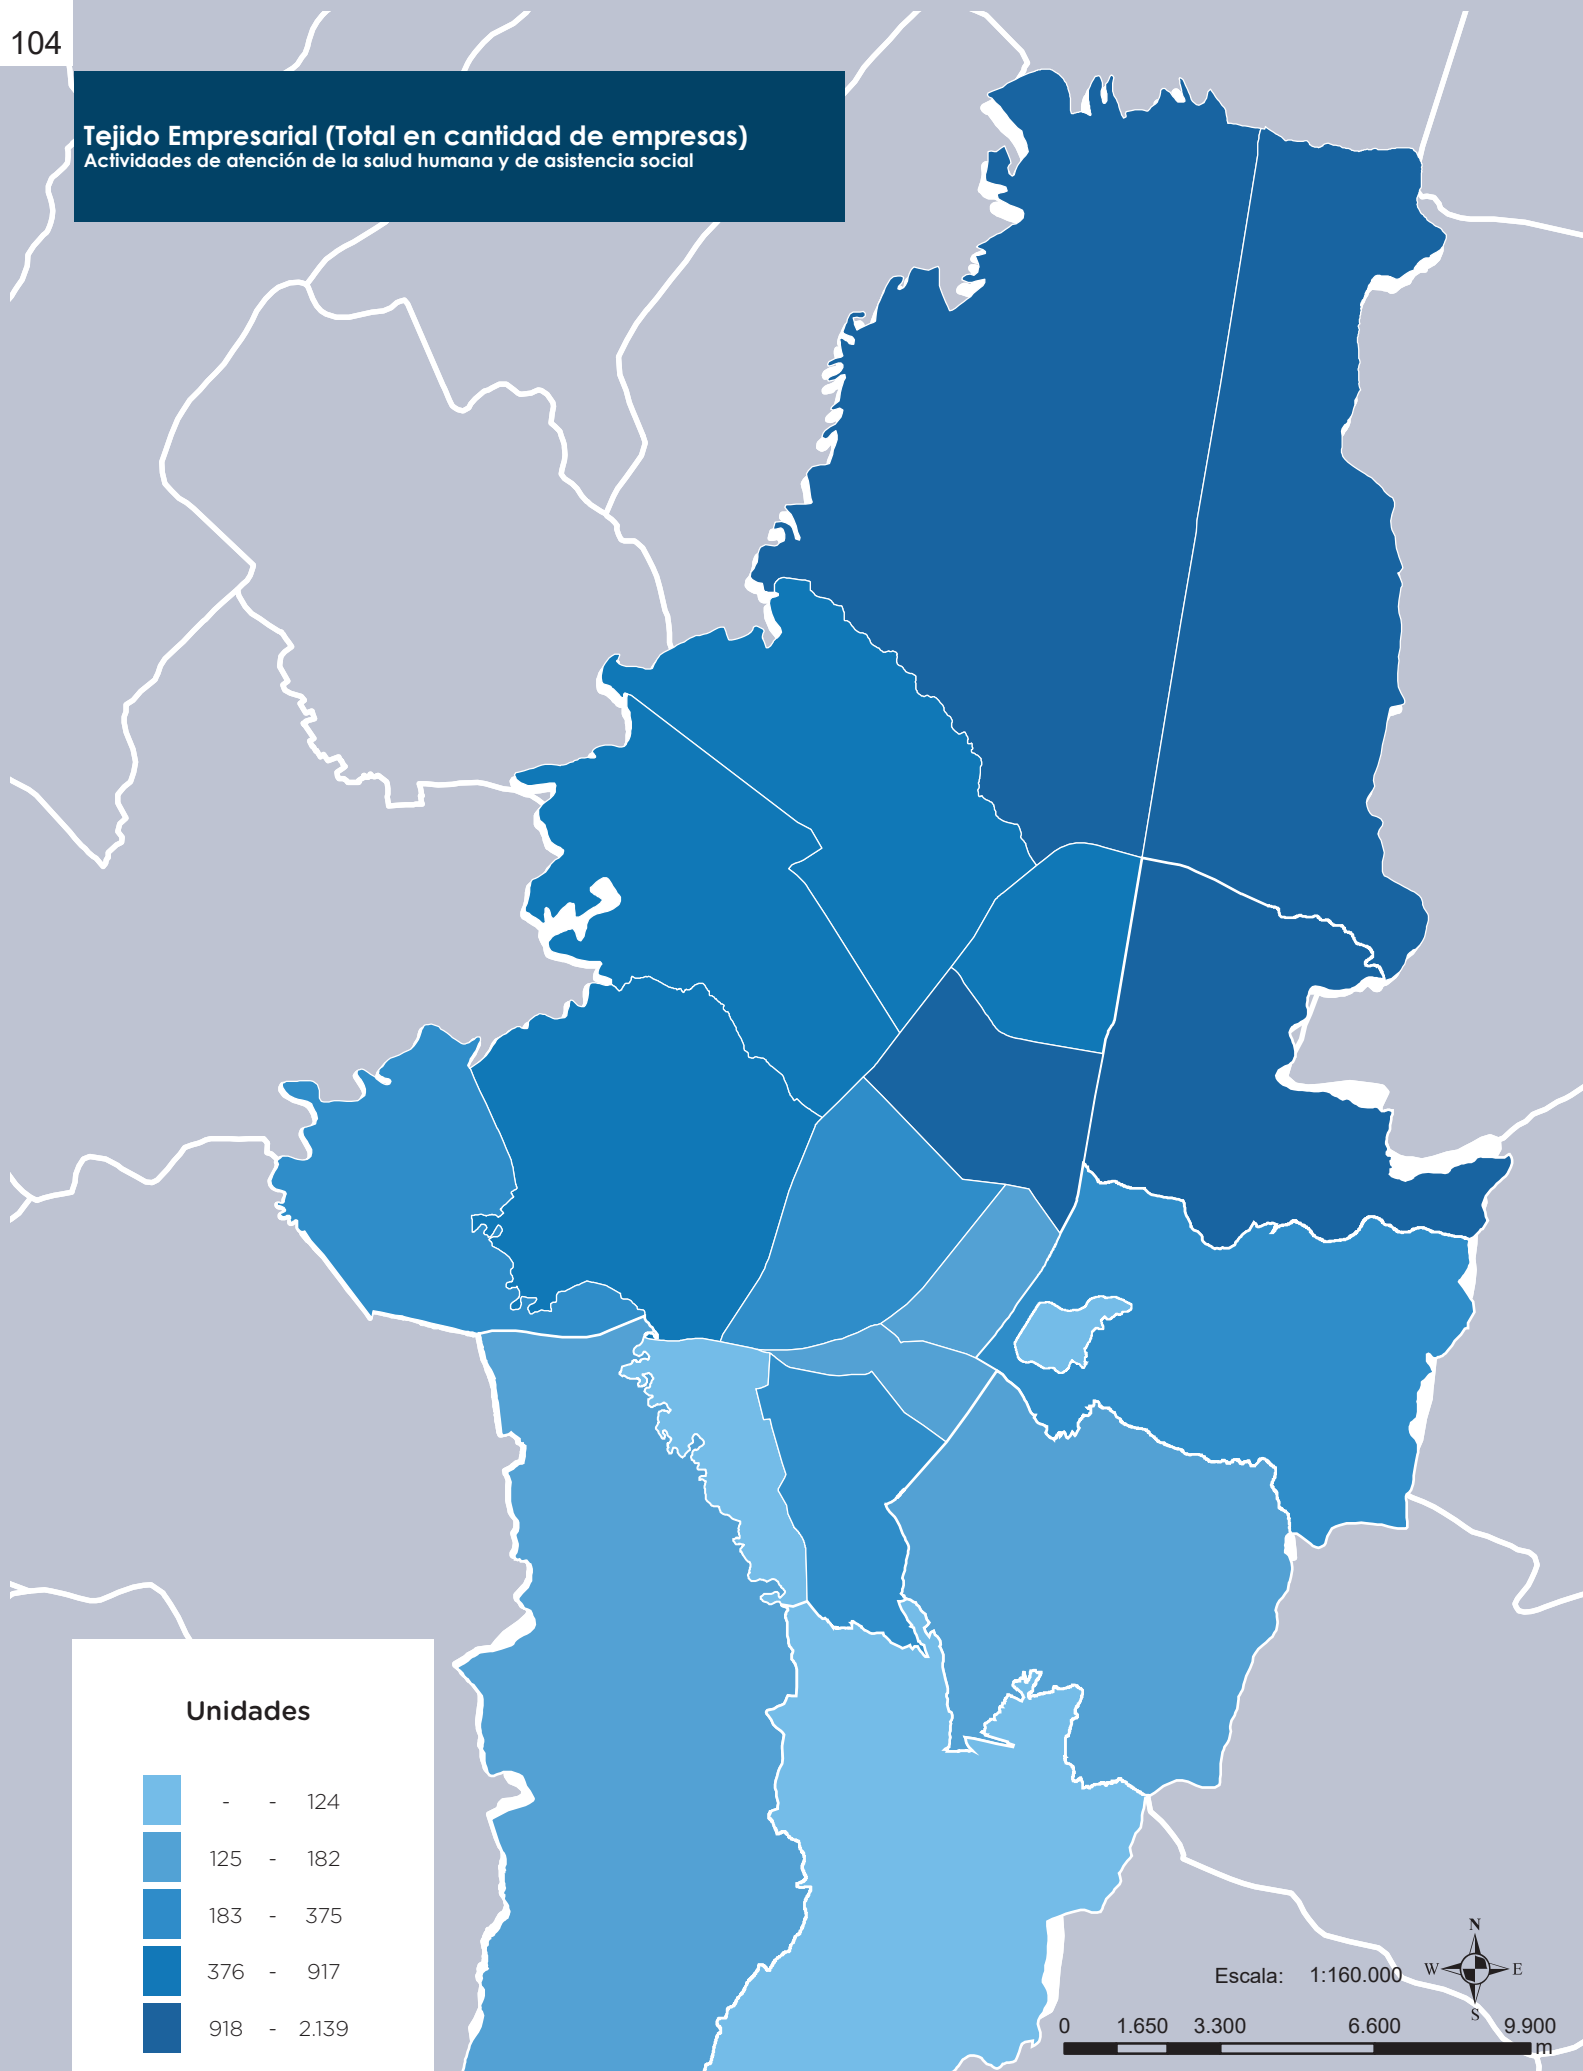 104
Tejido Empresarial (Total en cantidad de empresas)
Actividades de atención de la salud humana y de asistencia social
Unidades
- - 124
125 - 182
183 - 375
376 - 917
918 - 2.139
Escala: 1:160.000
N
W E
S
0 1.650 3.300 6.600 9.900
m